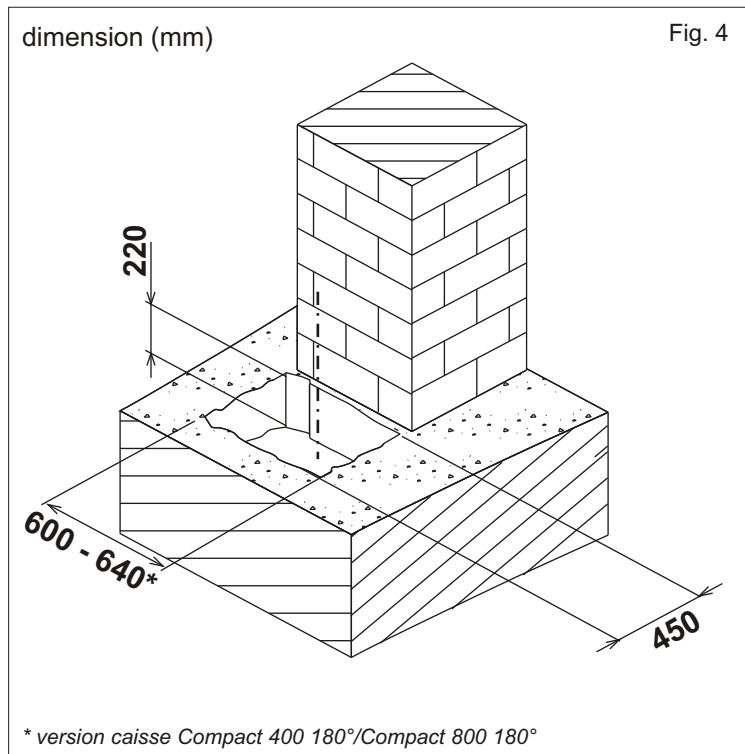 dimension (mm)
Fig. 4
220
600 - 640*
450
* version caisse Compact 400 180°/Compact 800 180°